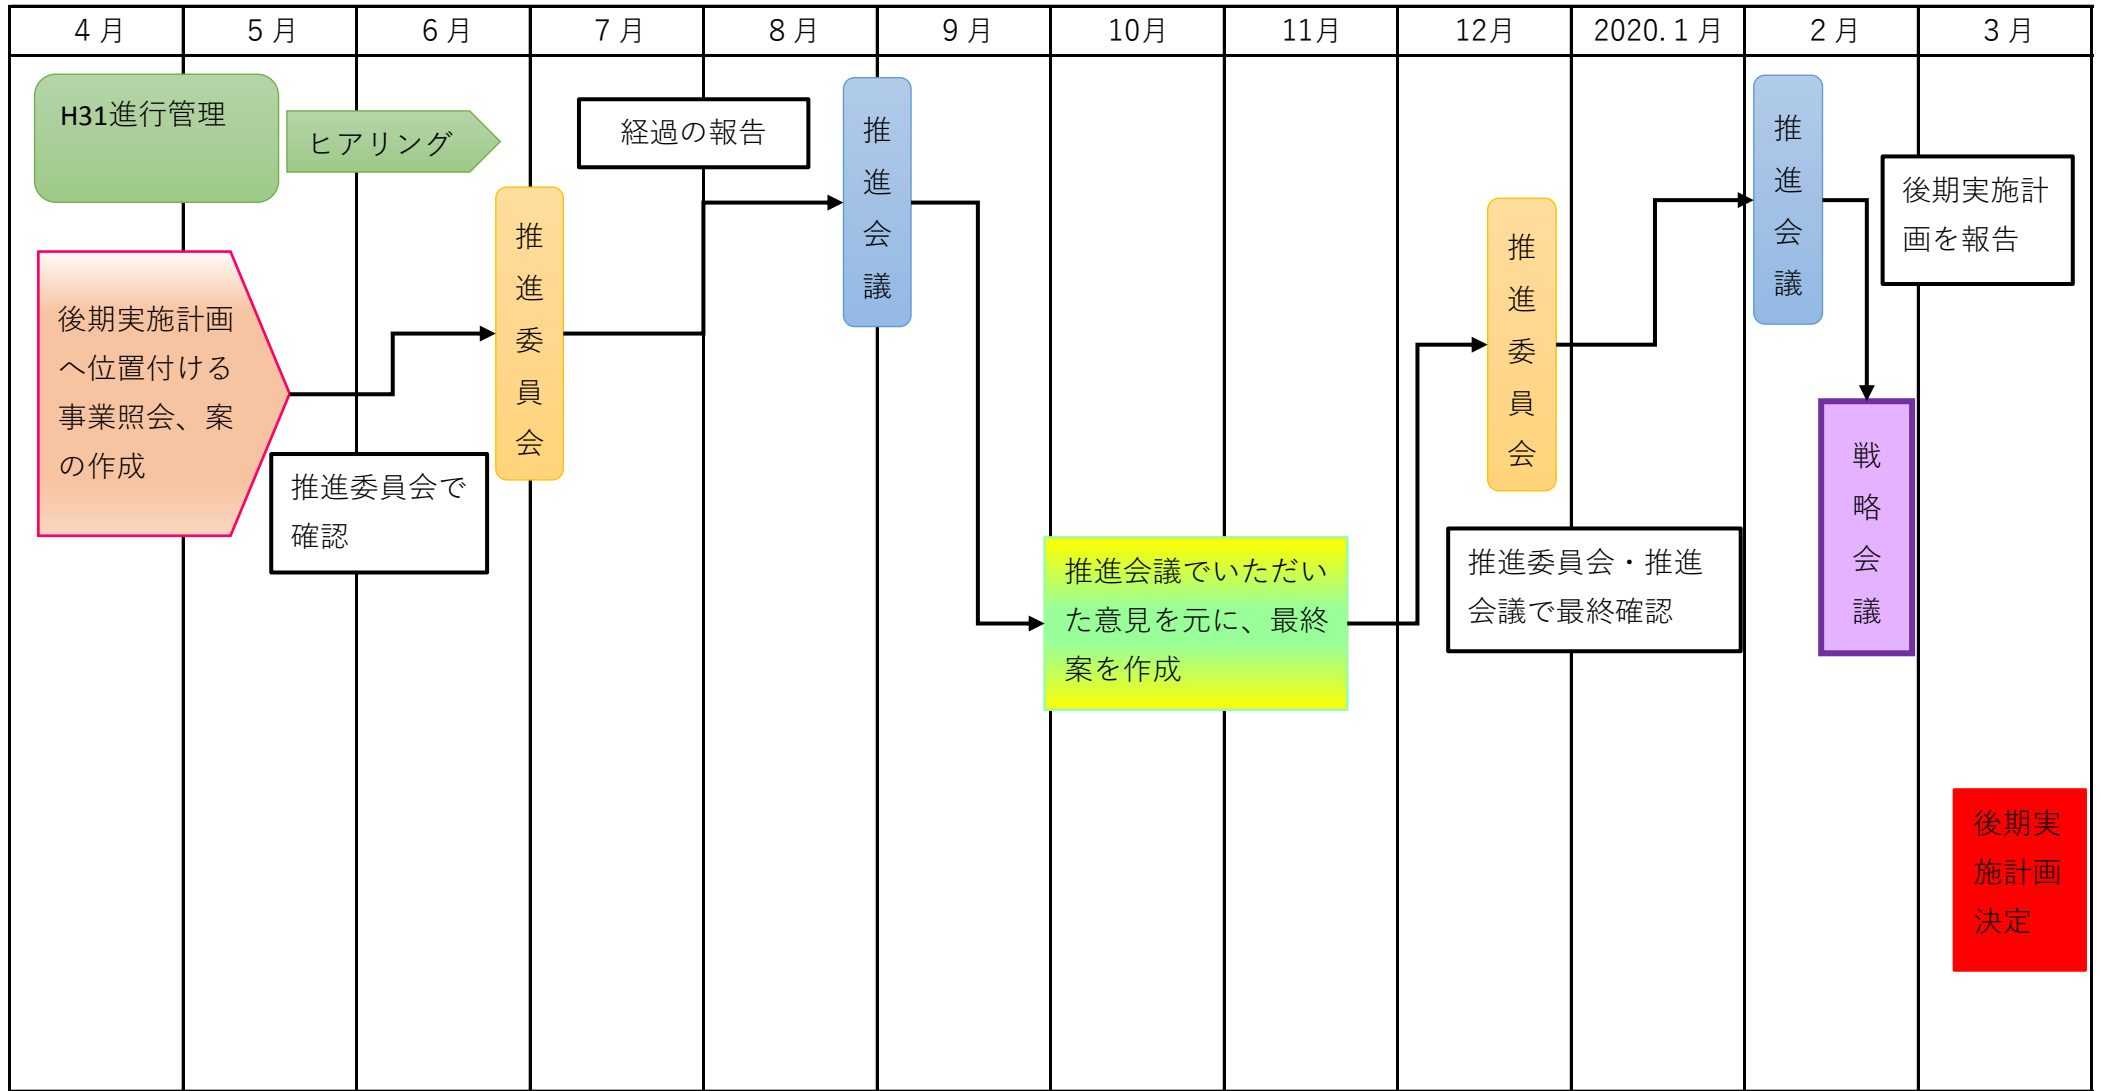 4月 5月 6月 7月 8月 9月 10月 11月 12月 2020.1月 2月 3月
H31進行管理
ヒアリング
後期実施計画
へ位置付ける
事業照会、案
の作成
推進委員会で
確認
推進委員会
経過の報告
推進会議
推進会議でいただい
た意見を元に、最終
案を作成
推進委員会
推進委員会・推進
会議で最終確認
推進会議
戦略会議
後期実施計
画を報告
後期実
施計画
決定